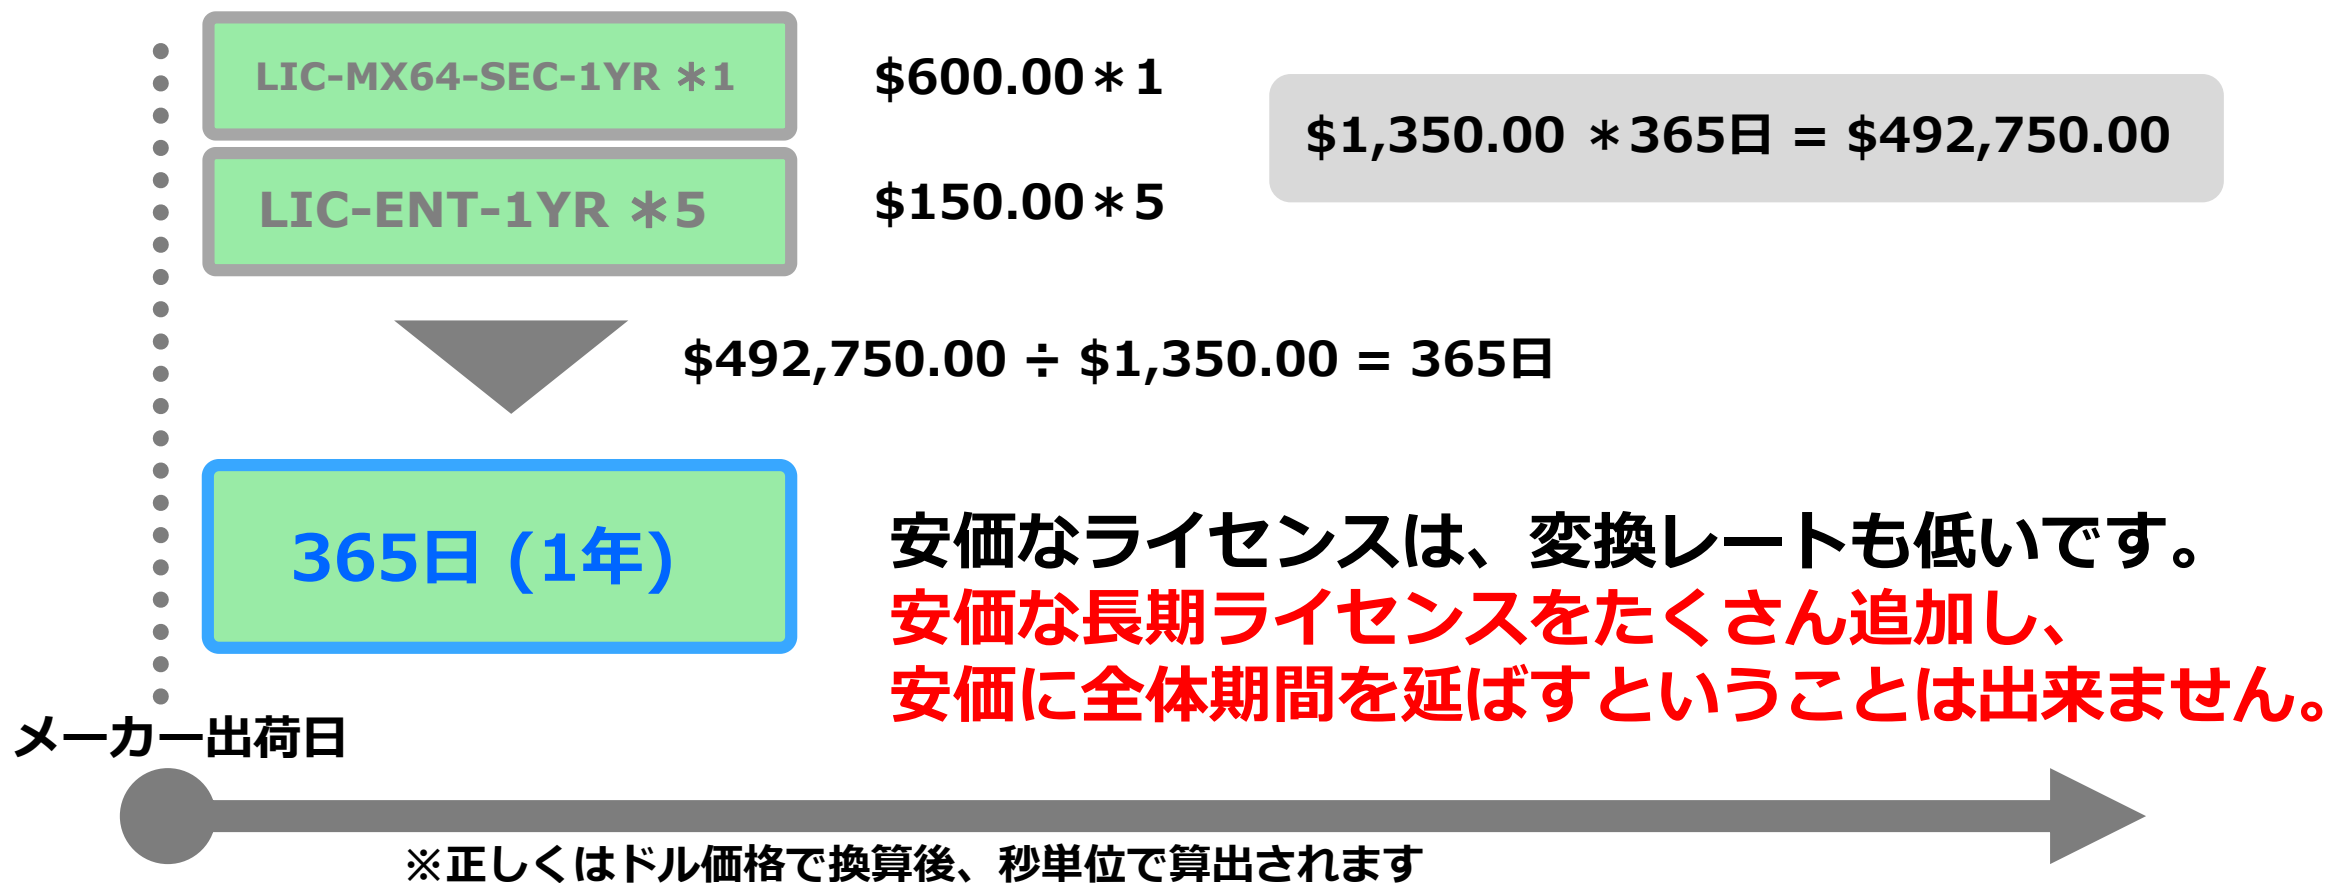 LIC-MX64-SEC-1YR ＊1
$600.00＊1
$1,350.00 ＊365日 = $492,750.00
LIC-ENT-1YR ＊5
$150.00＊5
$492,750.00 ÷ $1,350.00 = 365日
365日 (1年)
安価なライセンスは、変換レートも低いです。
安価な長期ライセンスをたくさん追加し、
安価に全体期間を延ばすということは出来ません。
メーカー出荷日
※正しくはドル価格で換算後、秒単位で算出されます